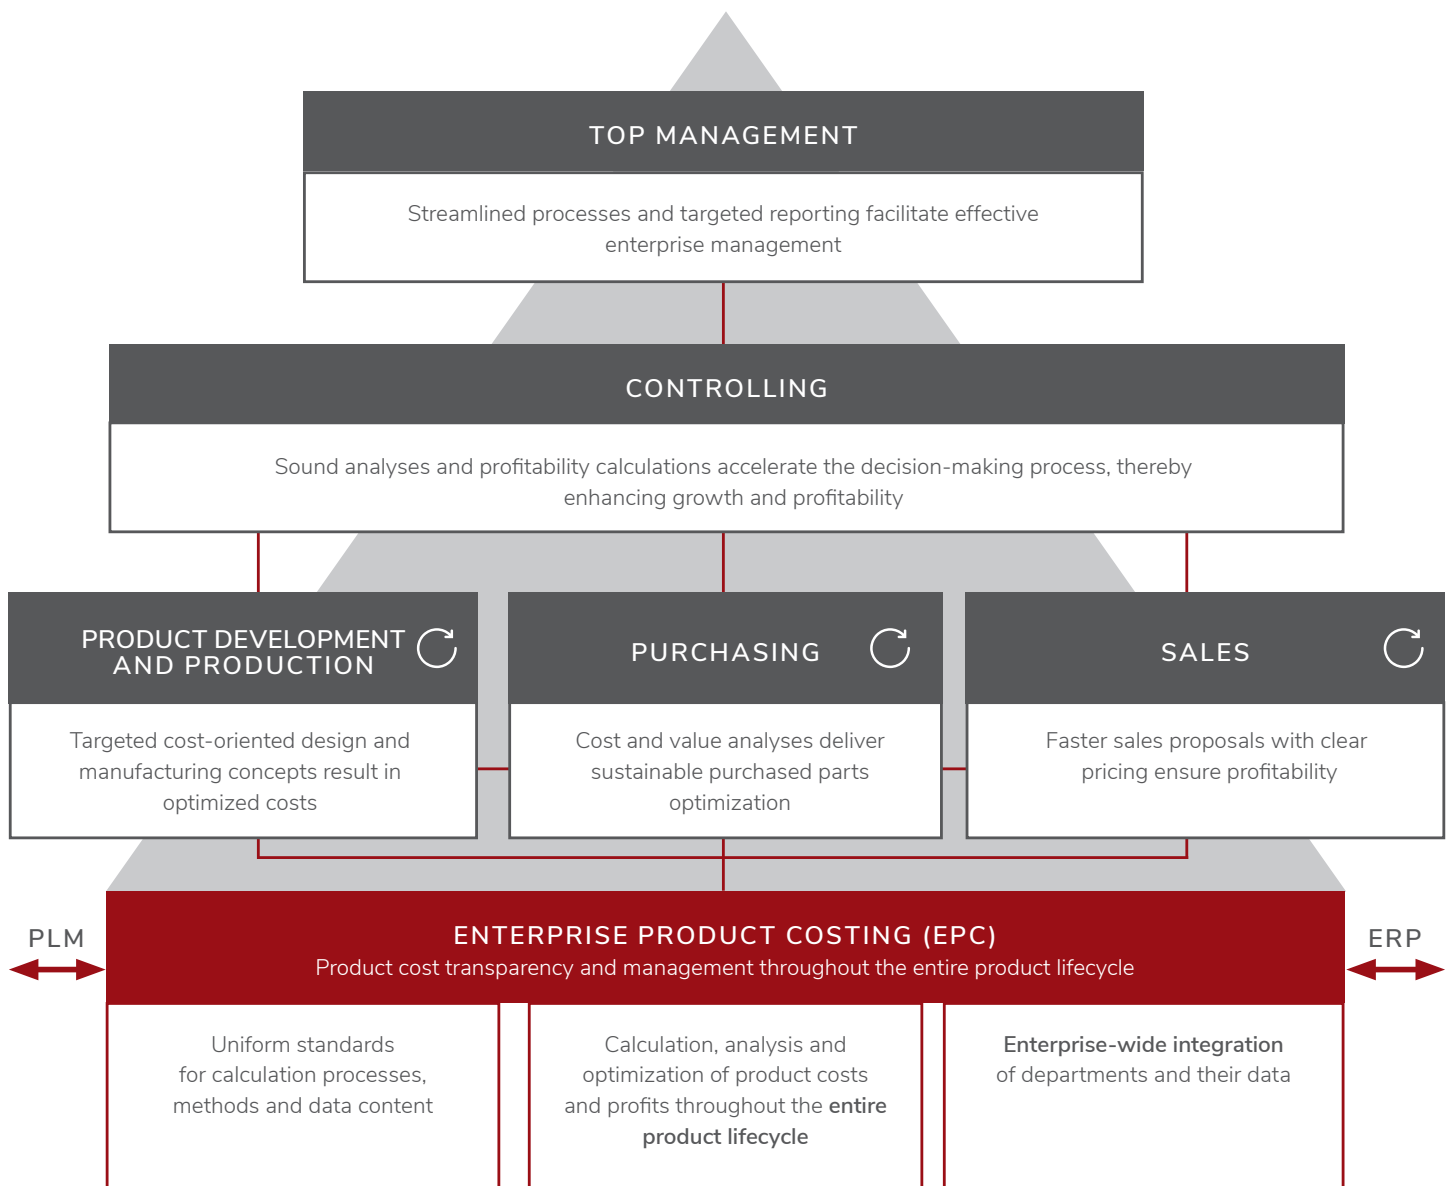 TOP MANAGEMENT
Streamlined processes and targeted reporting facilitate effective
enterprise management
CONTROLLING
Sound analyses and profitability calculations accelerate the decision-making process, thereby
enhancing growth and profitability
PRODUCT DEVELOPMENT
AND PRODUCTION
Targeted cost-oriented design and
manufacturing concepts result in
optimized costs
PURCHASING
Cost and value analyses deliver
sustainable purchased parts
optimization
SALES
Faster sales proposals with clear
pricing ensure profitability
PLM
ENTERPRISE PRODUCT COSTING (EPC)
Product cost transparency and management throughout the entire product lifecycle
ERP
Uniform standards
for calculation processes,
methods and data content
Calculation, analysis and
optimization of product costs
and profits throughout the entire
product lifecycle
Enterprise-wide integration
of departments and their data